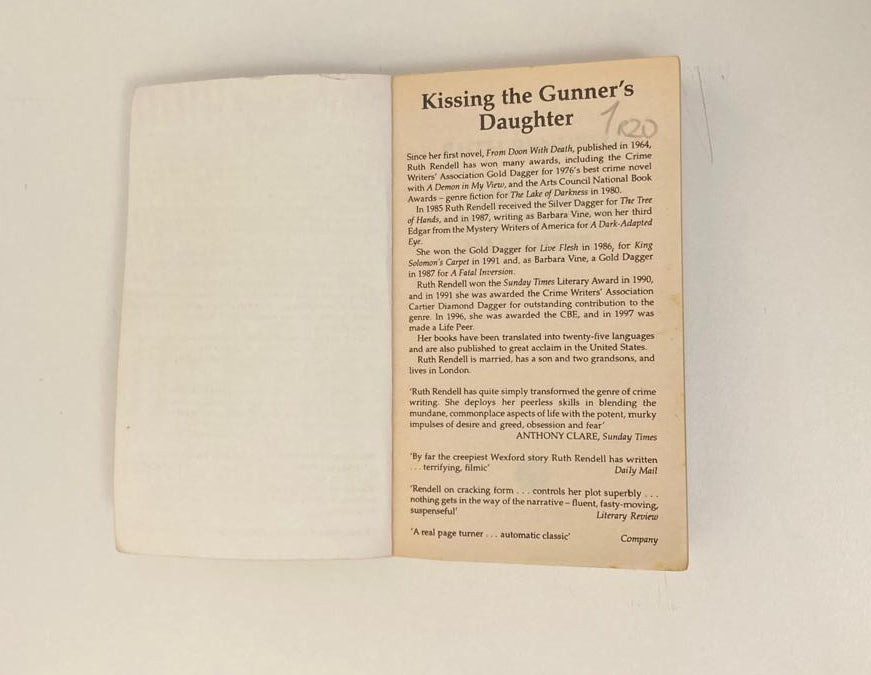 Kissing the Gunner's
Daughter
1
R20
Since her first novel, From Doon With Death, published in 1964,
Ruth Rendell has won many awards, including the Crime
Writers' Association Gold Dagger for 1976's best crime novel
with A Demon in My View, and the Arts Council National Book
Awards – genre fiction for The Lake of Darkness in 1980.
In 1985 Ruth Rendell received the Silver Dagger for The Tree
of Hands, and in 1987, writing as Barbara Vine, won her third
Edgar from the Mystery Writers of America for A Dark-Adapted
Eye.
She won the Gold Dagger for Live Flesh in 1986, for King
Solomon's Carpet in 1991 and, as Barbara Vine, a Gold Dagger
in 1987 for A Fatal Inversion.
Ruth Rendell won the Sunday Times Literary Award in 1990,
and in 1991 she was awarded the Crime Writers' Association
Cartier Diamond Dagger for outstanding contribution to the
genre. In 1996, she was awarded the CBE, and in 1997 was
made a Life Peer.
Her books have been translated into twenty-five languages
and are also published to great acclaim in the United States.
Ruth Rendell is married, has a son and two grandsons, and
lives in London.
'Ruth Rendell has quite simply transformed the genre of crime
writing. She deploys her peerless skills in blending the
mundane, commonplace aspects of life with the potent, murky
impulses of desire and greed, obsession and fear'
ANTHONY CLARE, Sunday Times
'By far the creepiest Wexford story Ruth Rendell has written
. . . terrifying, filmic' Daily Mail
'Rendell on cracking form . . . controls her plot superbly . . .
nothing gets in the way of the narrative – fluent, fasty-moving,
suspenseful' Literary Review
'A real page turner . . . automatic classic' Company